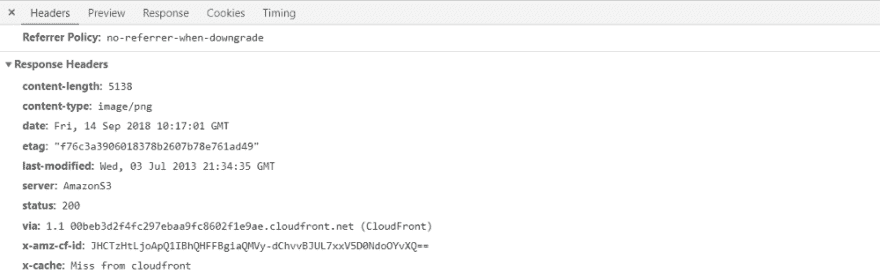 × Headers Preview Response Cookies Timing
Referrer Policy: no-referrer-when-downgrade
▼ Response Headers
content-length: 5138
content-type: image/png
date: Fri, 14 Sep 2018 10:17:01 GMT
etag: "f76c3a3906018378b2607b78e761ad49"
last-modified: Wed, 03 Jul 2013 21:34:35 GMT
server: AmazonS3
status: 200
via: 1.1 00beb3d2f4fc297ebaa9fc8602f1e9ae.cloudfront.net (CloudFront)
x-amz-cf-id: JHCTzHtLjoApQ1IBhQHFFBgiaQMVy-dChvvBJUL7xxV5D0NdoOYvXQ==
x-cache: Miss from cloudfront